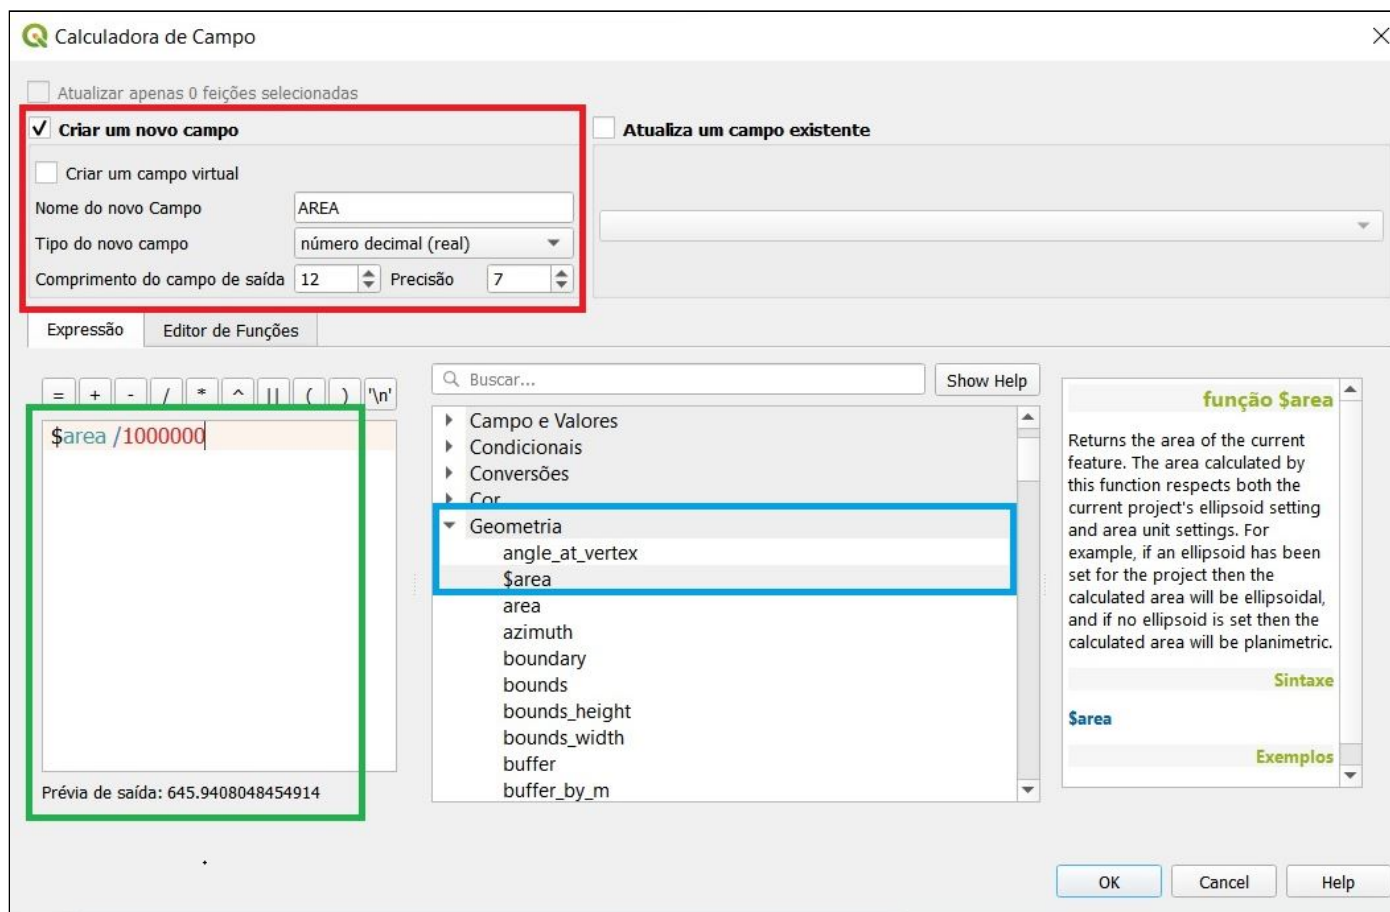 Calculadora de Campo
Atualizar apenas 0 feições selecionadas
Criar um novo campo
Atualiza um campo existente
Criar um campo virtual
Nome do novo Campo AREA
Tipo do novo campo número decimal (real)
Comprimento do campo de saída 12 Precisão 7
Expressão Editor de Funções
= + - / * ^ || ( ) '\n'
$area /1000000
Prévia de saída: 645.9408048454914
Buscar... Show Help
Campo e Valores
Condicionais
Conversões
Cor
Geometria
angle_at_vertex
$area
area
azimuth
boundary
bounds
bounds_height
bounds_width
buffer
buffer_by_m
função $area
Returns the area of the current
feature. The area calculated by
this function respects both the
current project's ellipsoid setting
and area unit settings. For
example, if an ellipsoid has been
set for the project then the
calculated area will be ellipsoidal,
and if no ellipsoid is set then the
calculated area will be planimetric.
Sintaxe
$area
Exemplos
OK Cancel Help